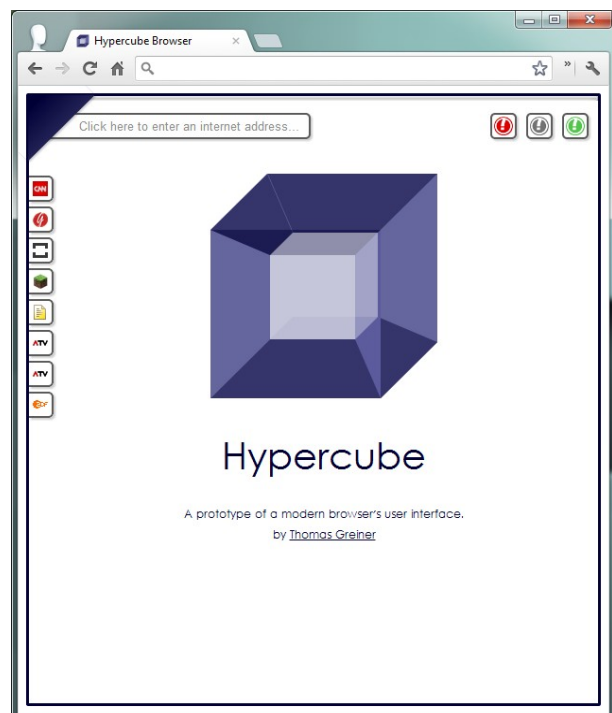 Hypercube Browser
»
Click here to enter an internet address...
CNN
ATV
ATV
ZDF
Hypercube
A prototype of a modern browser's user interface.
by Thomas Greiner